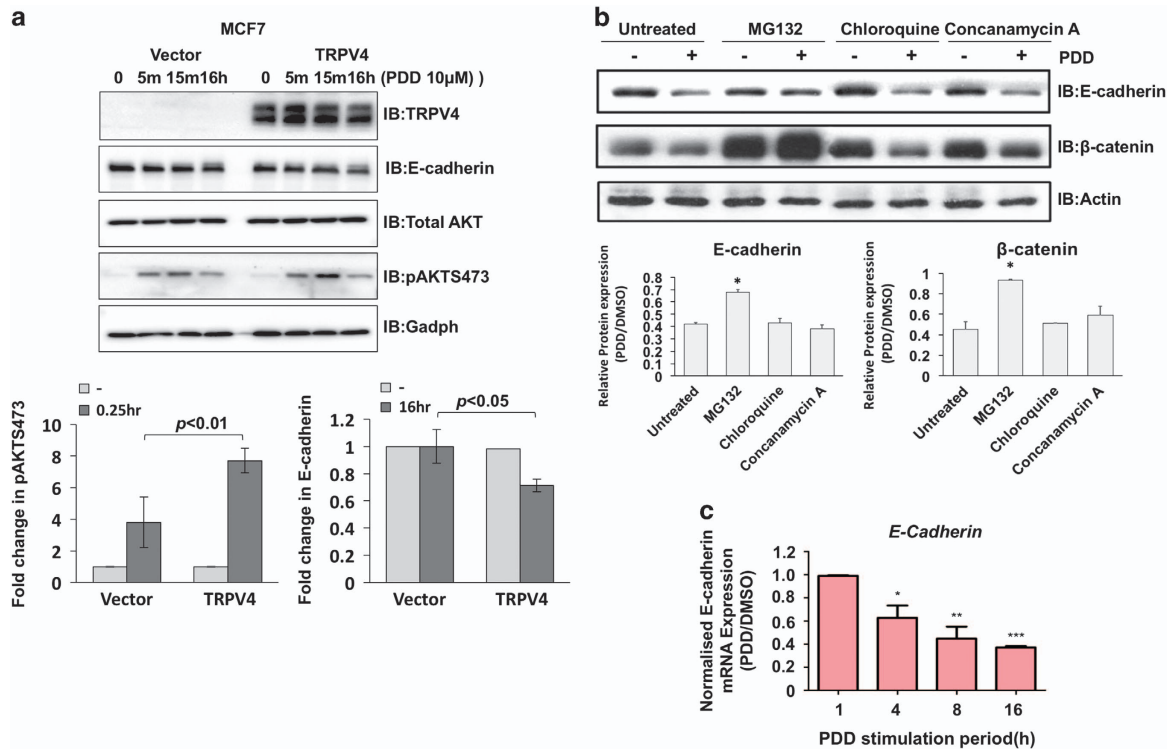 a
MCF7
Vector TRPV4
0 5m 15m16h 0 5m 15m16h (PDD 10µM) )
IB:TRPV4
IB:E-cadherin
IB:Total AKT
IB:pAKTS473
IB:Gadph
-
0.25hr
p<0.01
Fold change in pAKTS473
10
8
6
4
2
0
Vector TRPV4
-
16hr
p<0.05
Fold change in E-cadherin
1.2
1
0.8
0.6
0.4
0.2
0
Vector TRPV4
b
Untreated MG132 Chloroquine Concanamycin A
- + - + - + - + PDD
IB:E-cadherin
IB:β-catenin
IB:Actin
E-cadherin
Relative Protein expression
(PDD/DMSO)
0.8
0.7
0.6
0.5
0.4
0.3
0.2
0.1
0
*
Untreated
MG132
Chloroquine
Concanamycin A
β-catenin
Relative Protein expression
(PDD/DMSO)
1
0.8
0.6
0.4
0.2
0
*
Untreated
MG132
Chloroquine
Concanamycin A
c
E-Cadherin
Normalised E-cadherin
mRNA Expression
(PDD/DMSO)
1.2
1.0
0.8
0.6
0.4
0.2
0
* ** ***
1 4 8 16
PDD stimulation period(h)